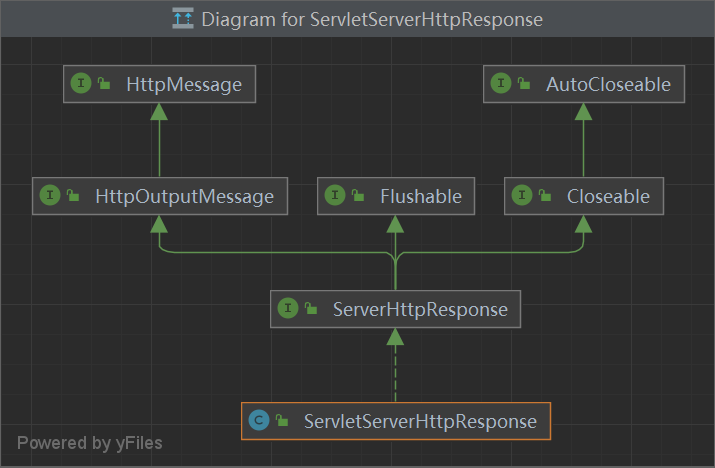 Diagram for ServletServerHttpResponse
I HttpMessage
I AutoCloseable
I HttpOutputMessage
I Flushable
I Closeable
I ServerHttpResponse
C ServletServerHttpResponse
Powered by yFiles